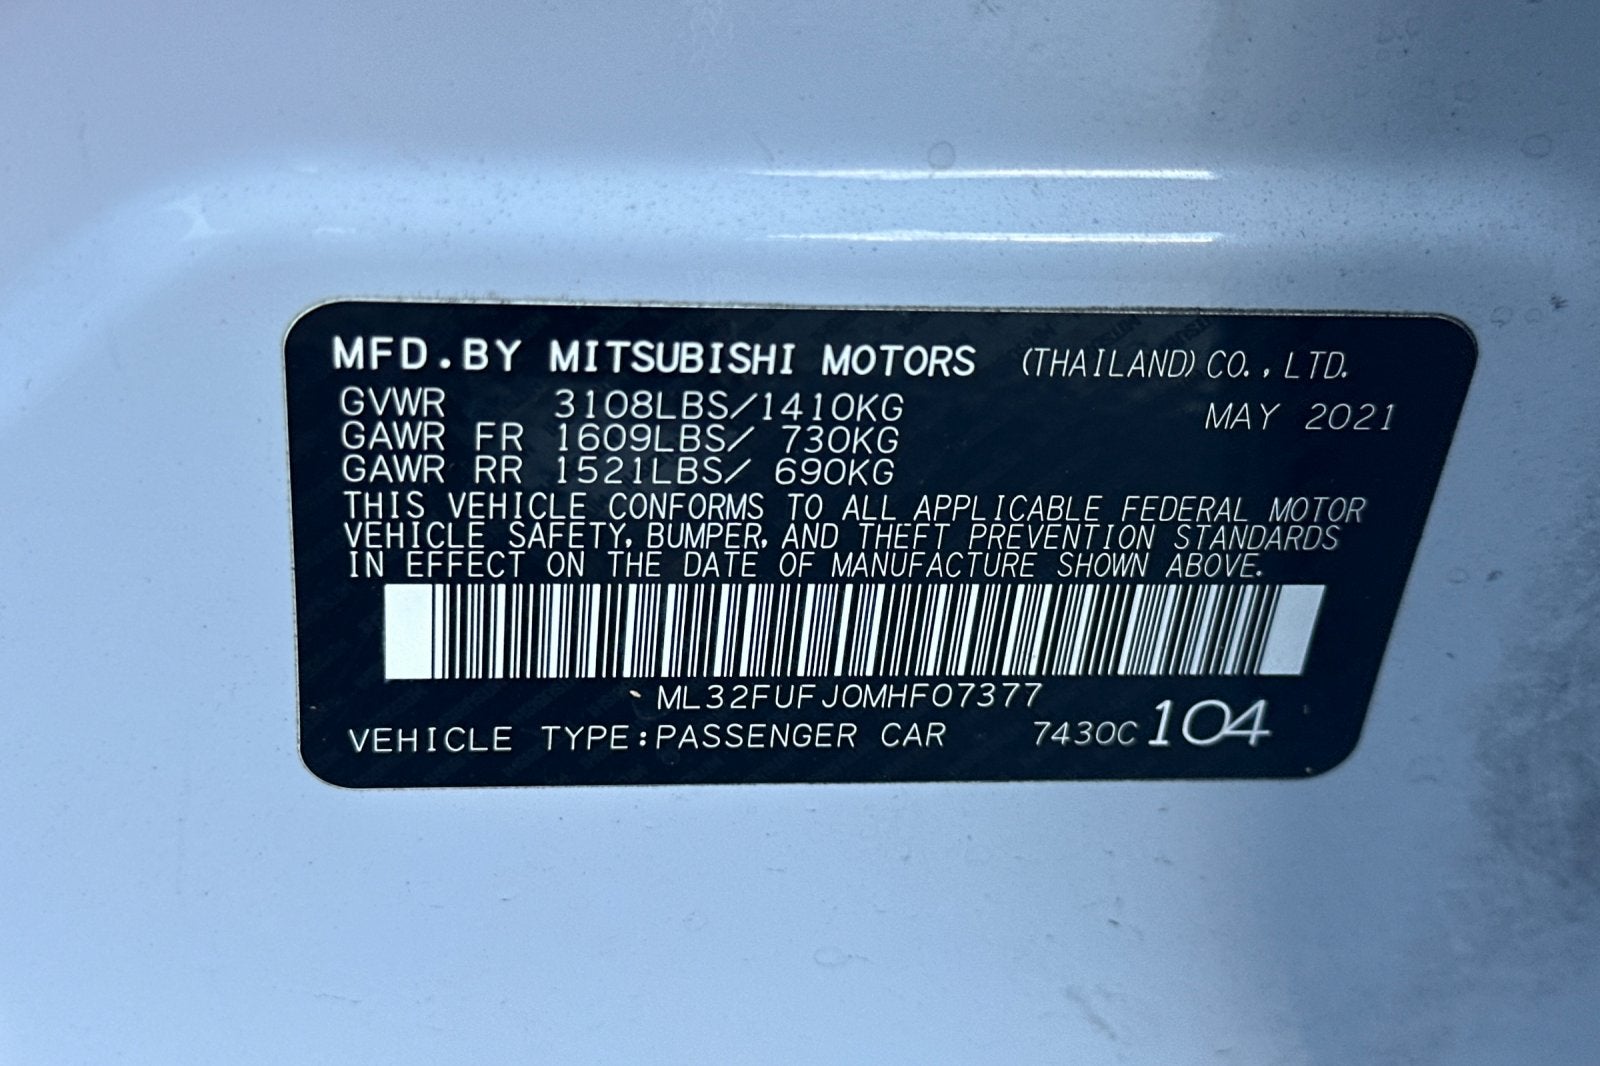 MFD.BY MITSUBISHI MOTORS (THAILAND) CO., LTD.
GVWR 3108LBS/1410KG MAY 2021
GAWR FR 1609LBS/ 730KG
GAWR RR 1521LBS/ 690KG
THIS VEHICLE CONFORMS TO ALL APPLICABLE FEDERAL MOTOR
VEHICLE SAFETY, BUMPER, AND THEFT PREVENTION STANDARDS
IN EFFECT ON THE DATE OF MANUFACTURE SHOWN ABOVE.
ML32FUFJ0MHF07377
VEHICLE TYPE:PASSENGER CAR 7430C 104